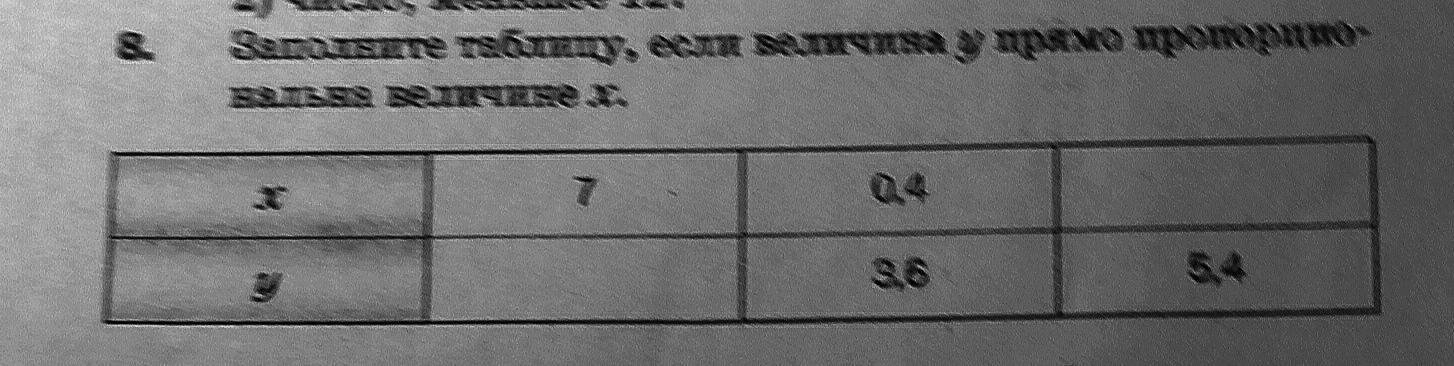 8. Заполните таблицу, если величина y прямо пропорцио-
нальна величине x.
x 7 0,4
y 3,6 5,4